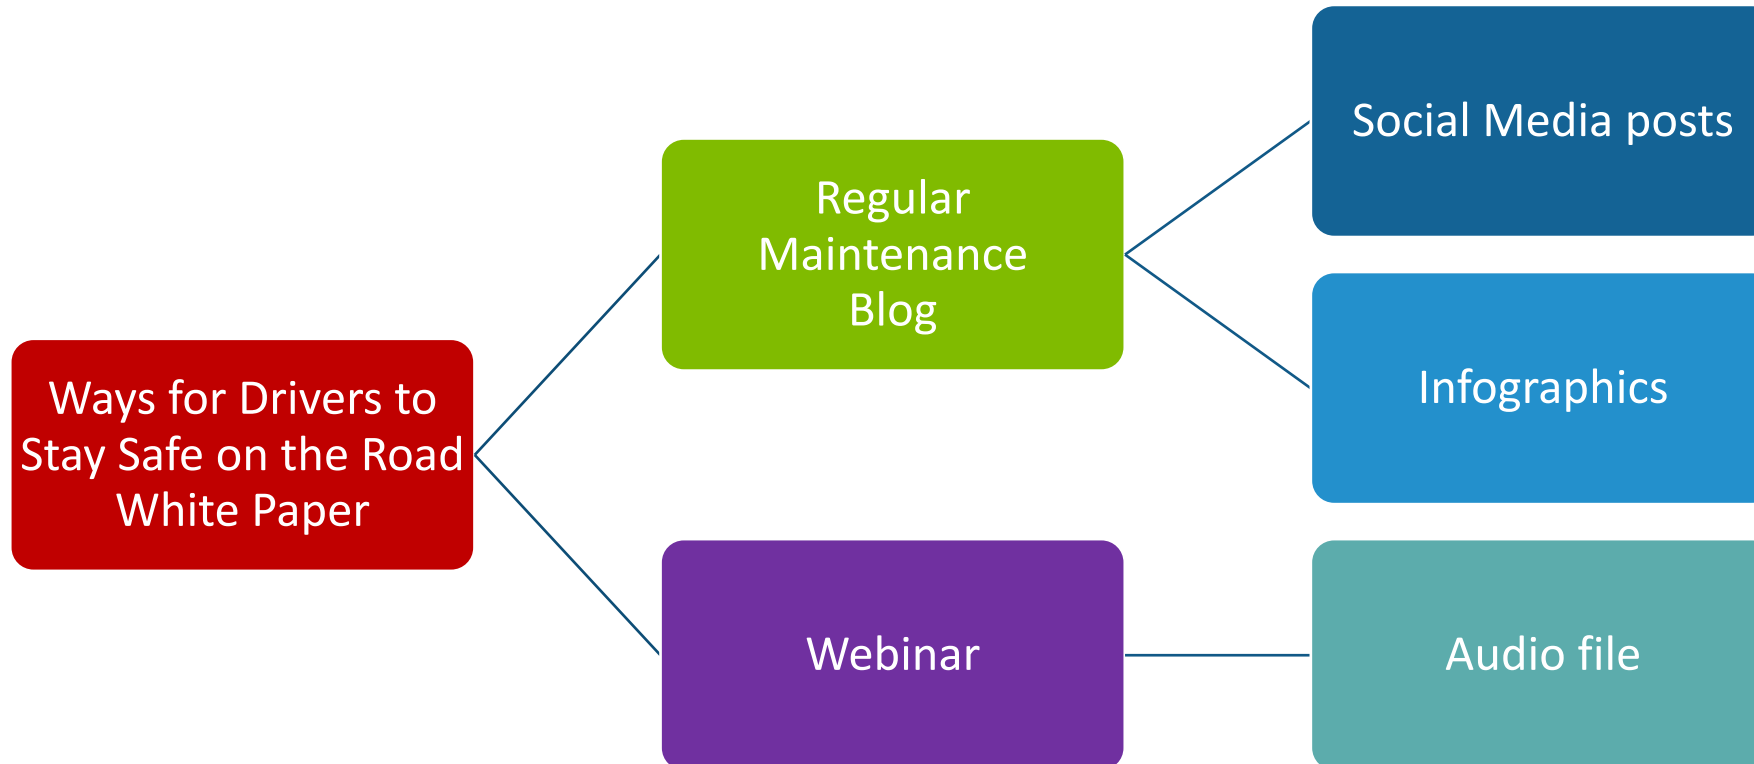 Ways for Drivers to
Stay Safe on the Road
White Paper
Regular
Maintenance
Blog
Webinar
Social Media posts
Infographics
Audio file